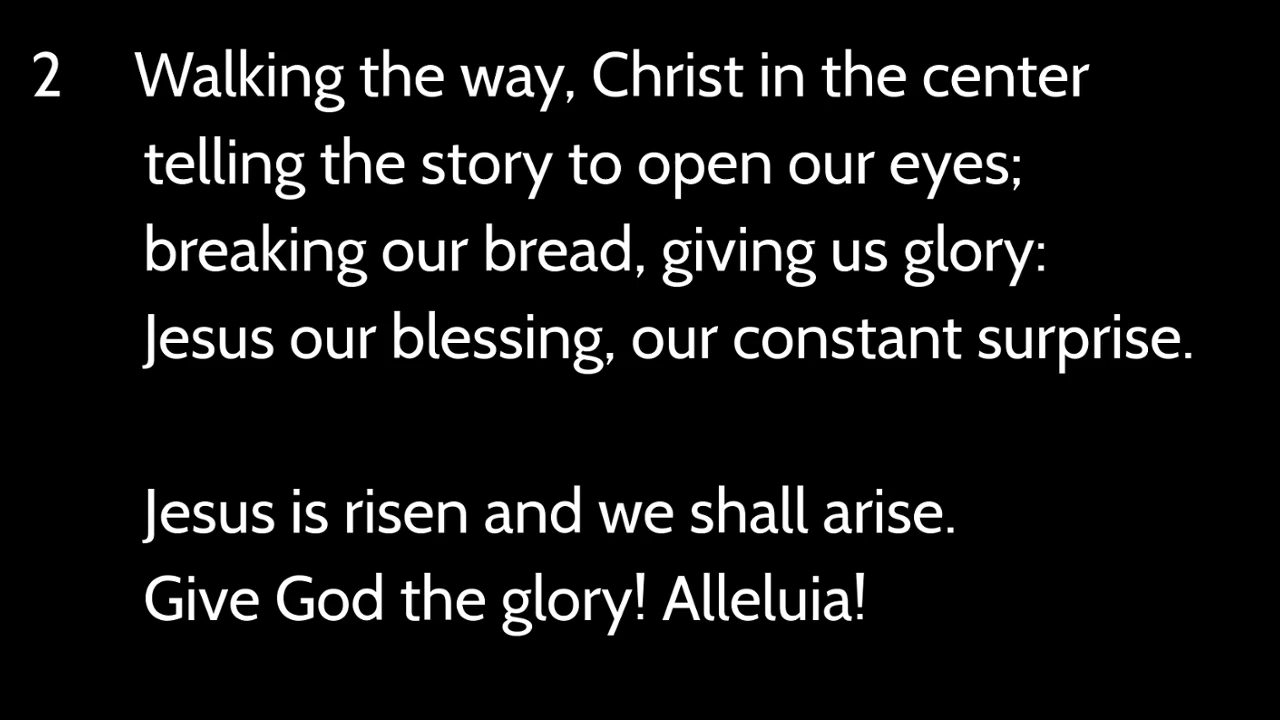 2 Walking the way, Christ in the center
telling the story to open our eyes;
breaking our bread, giving us glory:
Jesus our blessing, our constant surprise.
Jesus is risen and we shall arise.
Give God the glory! Alleluia!